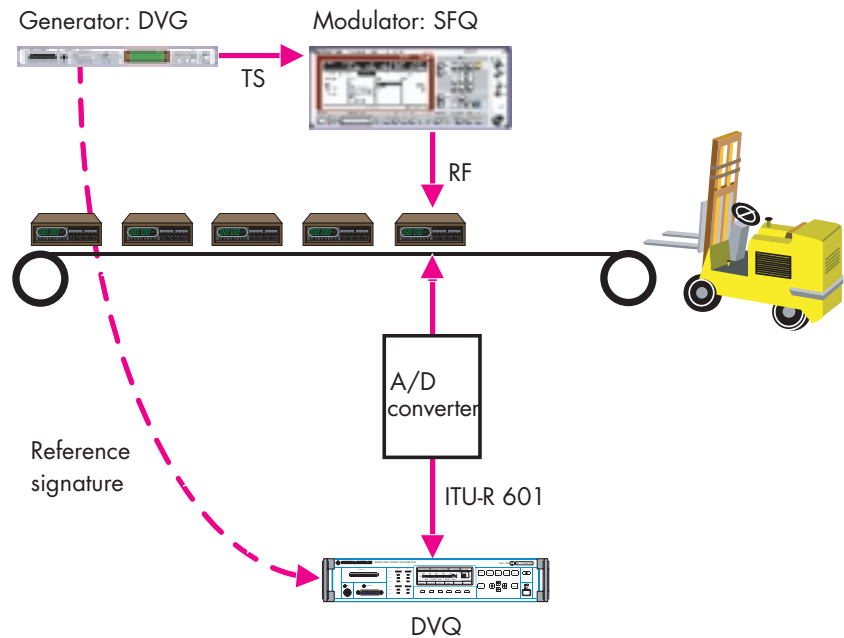 Generator: DVG
Modulator: SFQ
TS
RF
A/D
converter
Reference
signature
ITU-R 601
DVQ